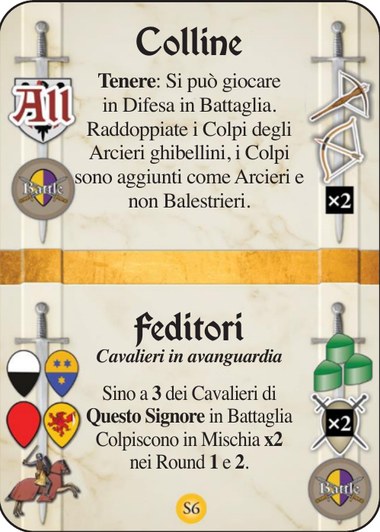 Colline
All
Battle
Tenere: Si può giocare
in Difesa in Battaglia.
Raddoppiate i Colpi degli
Arcieri ghibellini, i Colpi
sono aggiunti come Arcieri e
non Balestrieri.
x2
Feditori
Cavalieri in avanguardia
Sino a 3 dei Cavalieri di
Questo Signore in Battaglia
Colpiscono in Mischia x2
nei Round 1 e 2.
x2
Battle
S6